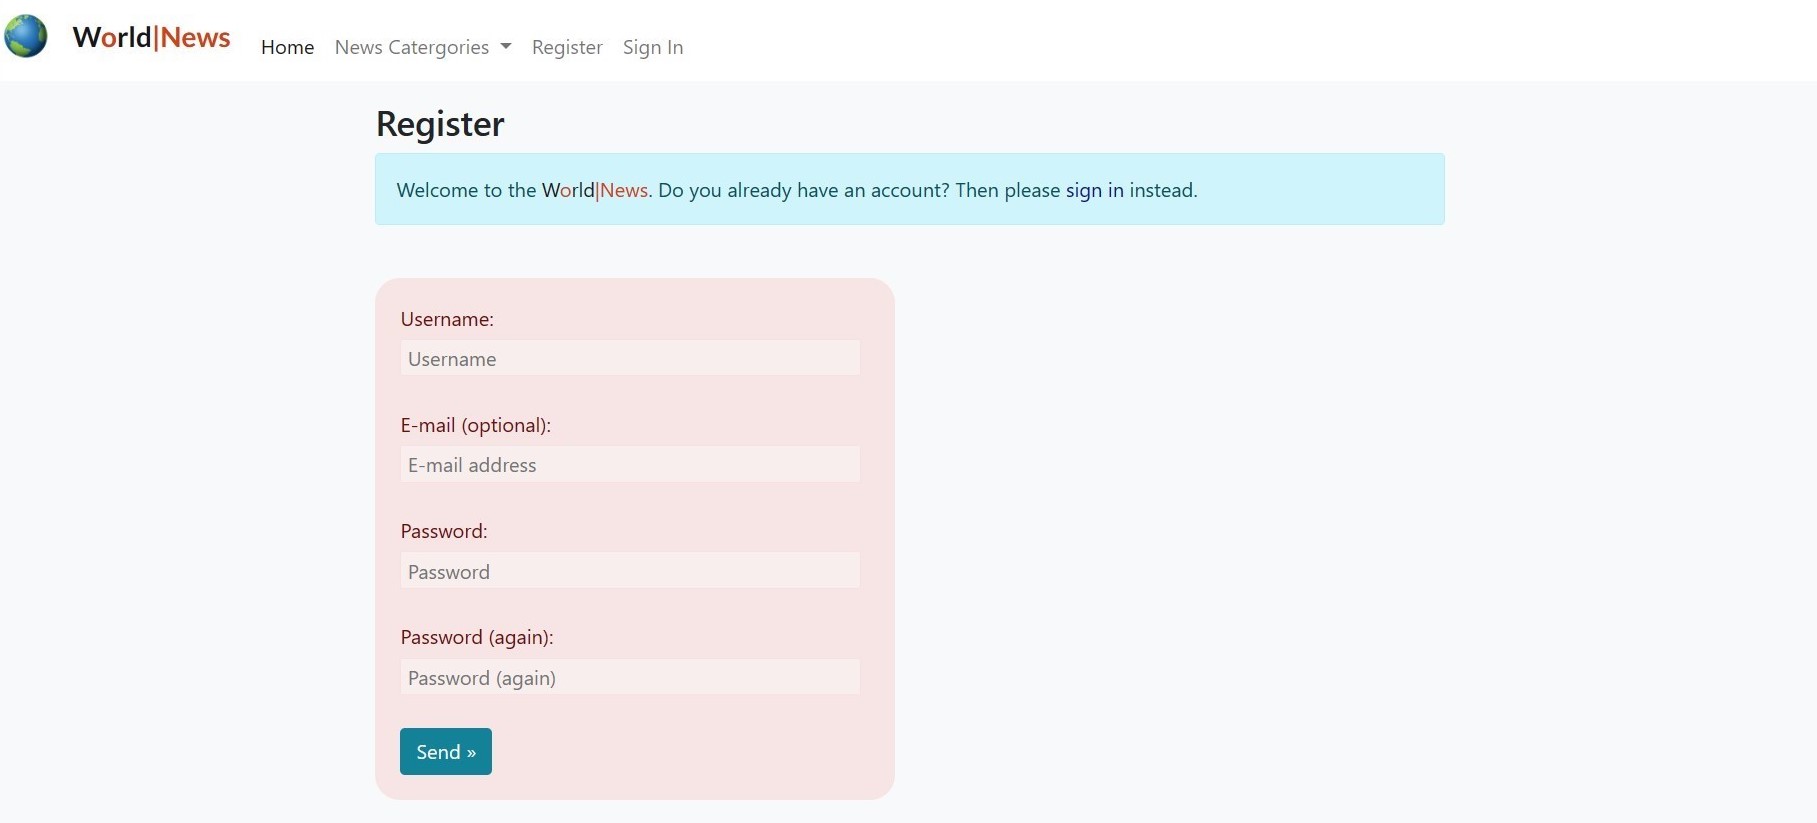 World|News Home News Catergories Register Sign In
Register
Welcome to the World|News. Do you already have an account? Then please sign in instead.
Username:
Username
E-mail (optional):
E-mail address
Password:
Password
Password (again):
Password (again)
Send »